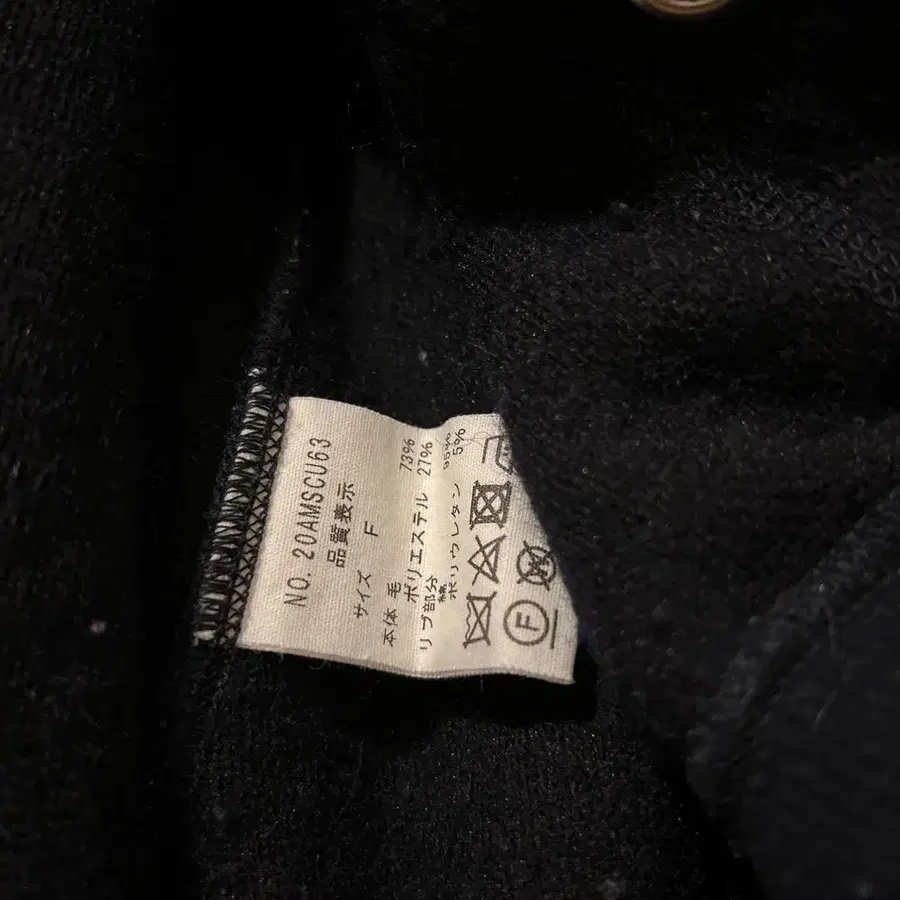 NO. 20AMSCU63
品質表示
サイズ F
本体 毛 73%
ポリエステル 27%
リブ部分
綿 95%
ポリウレタン 5%
F